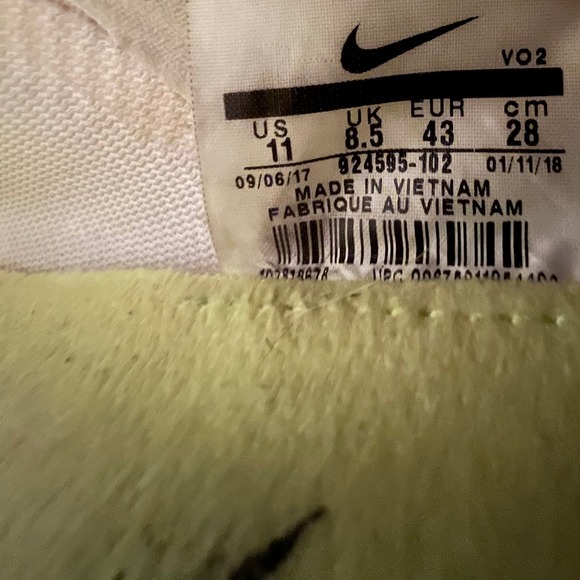 VO2
US UK EUR cm
11 8.5 43 28
09/06/17 924595-102 01/11/18
MADE IN VIETNAM
FABRIQUE AU VIETNAM
UPC